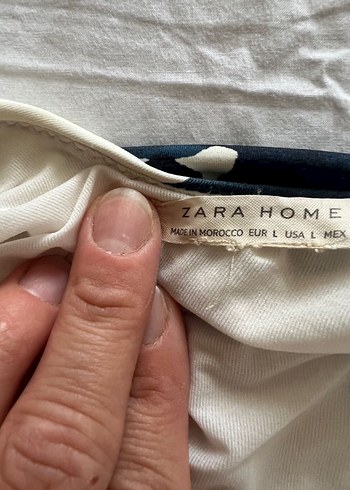 ZARA HOME
MADE IN MOROCCO EUR L USA L MEX